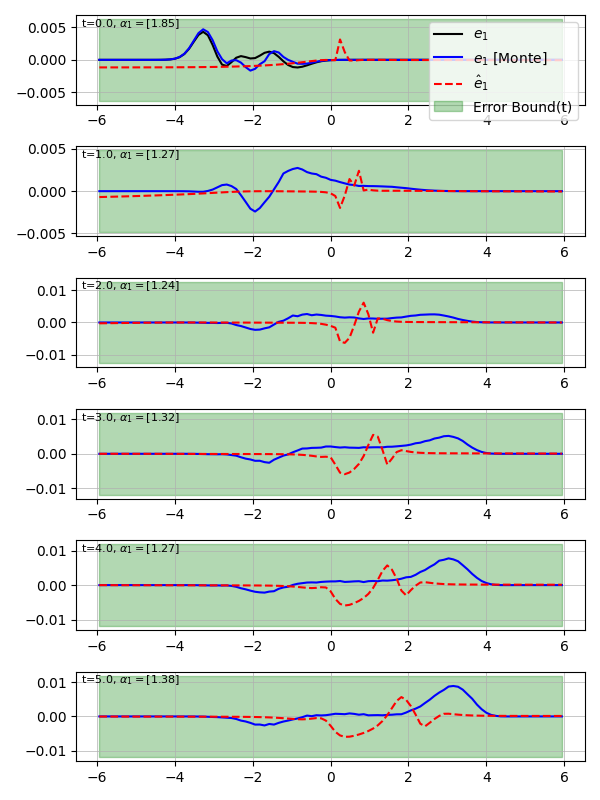 t=0.0, α₁ = [1.85]
e₁
e₁ [Monte]
ê₁
Error Bound(t)
0.005
0.000
−0.005
−6 −4 −2 0 2 4 6
t=1.0, α₁ = [1.27]
0.005
0.000
−0.005
−6 −4 −2 0 2 4 6
t=2.0, α₁ = [1.24]
0.01
0.00
−0.01
−6 −4 −2 0 2 4 6
t=3.0, α₁ = [1.32]
0.01
0.00
−0.01
−6 −4 −2 0 2 4 6
t=4.0, α₁ = [1.27]
0.01
0.00
−0.01
−6 −4 −2 0 2 4 6
t=5.0, α₁ = [1.38]
0.01
0.00
−0.01
−6 −4 −2 0 2 4 6